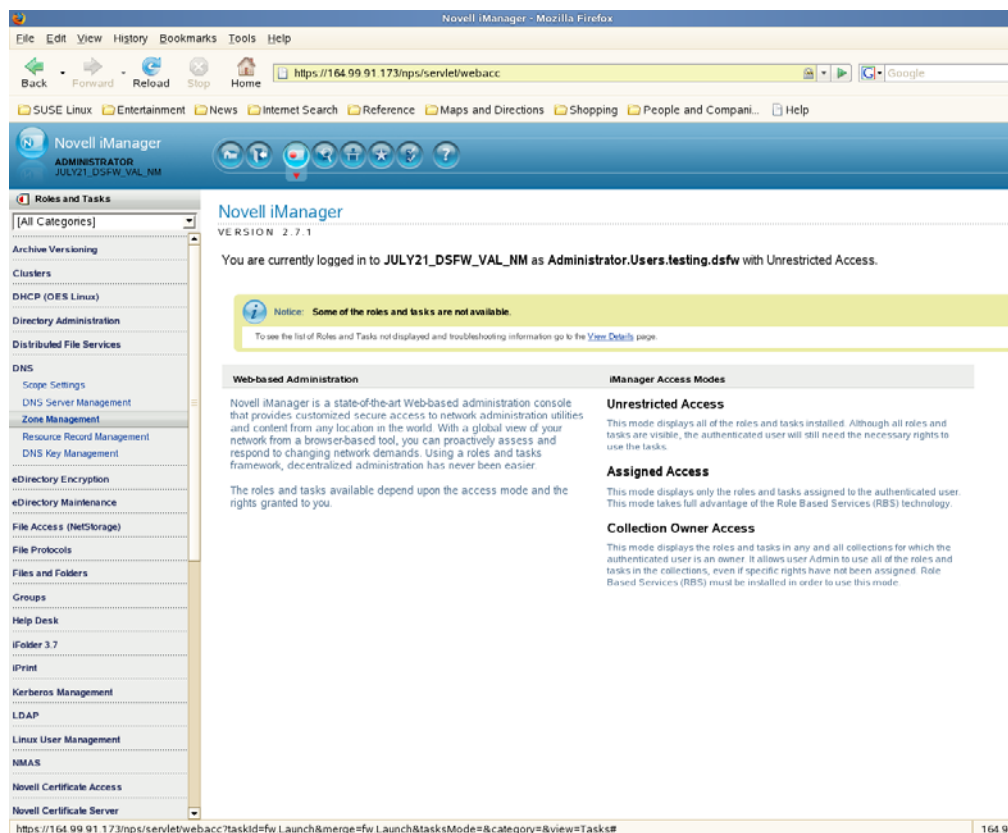 Novell iManager - Mozilla Firefox
File Edit View History Bookmarks Tools Help
Back Forward Reload Stop Home https://164.99.91.173/nps/servlet/webacc G Google
SUSE Linux Entertainment News Internet Search Reference Maps and Directions Shopping People and Compani... Help
N Novell iManager
ADMINISTRATOR
JULY21_DSFW_VAL_NM
?
Roles and Tasks
[All Categories]
Archive Versioning
Clusters
DHCP (OES Linux)
Directory Administration
Distributed File Services
DNS
Scope Settings
DNS Server Management
Zone Management
Resource Record Management
DNS Key Management
eDirectory Encryption
eDirectory Maintenance
File Access (NetStorage)
File Protocols
Files and Folders
Groups
Help Desk
iFolder 3.7
iPrint
Kerberos Management
LDAP
Linux User Management
NMAS
Novell Certificate Access
Novell Certificate Server
Novell iManager
VERSION 2.7.1
You are currently logged in to JULY21_DSFW_VAL_NM as Administrator.Users.testing.dsfw with Unrestricted Access.
i Notice: Some of the roles and tasks are not available.
To see the list of Roles and Tasks not displayed and troubleshooting information go to the View Details page.
Web-based Administration
Novell iManager is a state-of-the-art Web-based administration console
that provides customized secure access to network administration utilities
and content from any location in the world. With a global view of your
network from a browser-based tool, you can proactively assess and
respond to changing network demands. Using a roles and tasks
framework, decentralized administration has never been easier.
The roles and tasks available depend upon the access mode and the
rights granted to you.
iManager Access Modes
Unrestricted Access
This mode displays all of the roles and tasks installed. Although all roles and
tasks are visible, the authenticated user will still need the necessary rights to
use the tasks.
Assigned Access
This mode displays only the roles and tasks assigned to the authenticated user.
This mode takes full advantage of the Role Based Services (RBS) technology.
Collection Owner Access
This mode displays the roles and tasks in any and all collections for which the
authenticated user is an owner. It allows user Admin to use all of the roles and
tasks in the collections, even if specific rights have not been assigned. Role
Based Services (RBS) must be installed in order to use this mode.
https://164.99.91.173/nps/servlet/webacc?taskId=fw.Launch&merge=fw.Launch&tasksMode=&category=&view=Tasks# 164.9